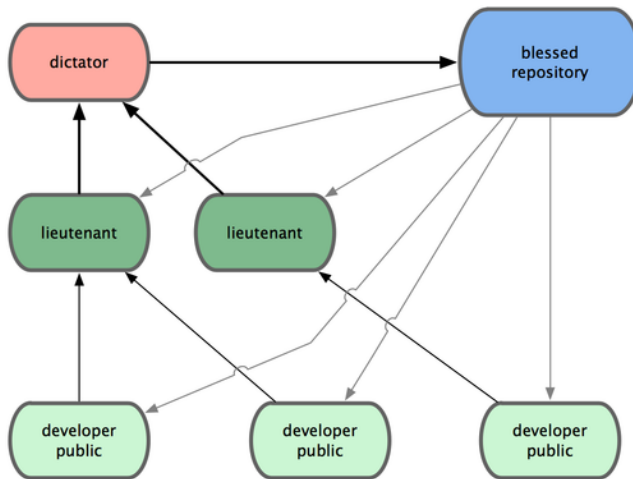 dictator
blessed
repository
lieutenant
lieutenant
developer
public
developer
public
developer
public